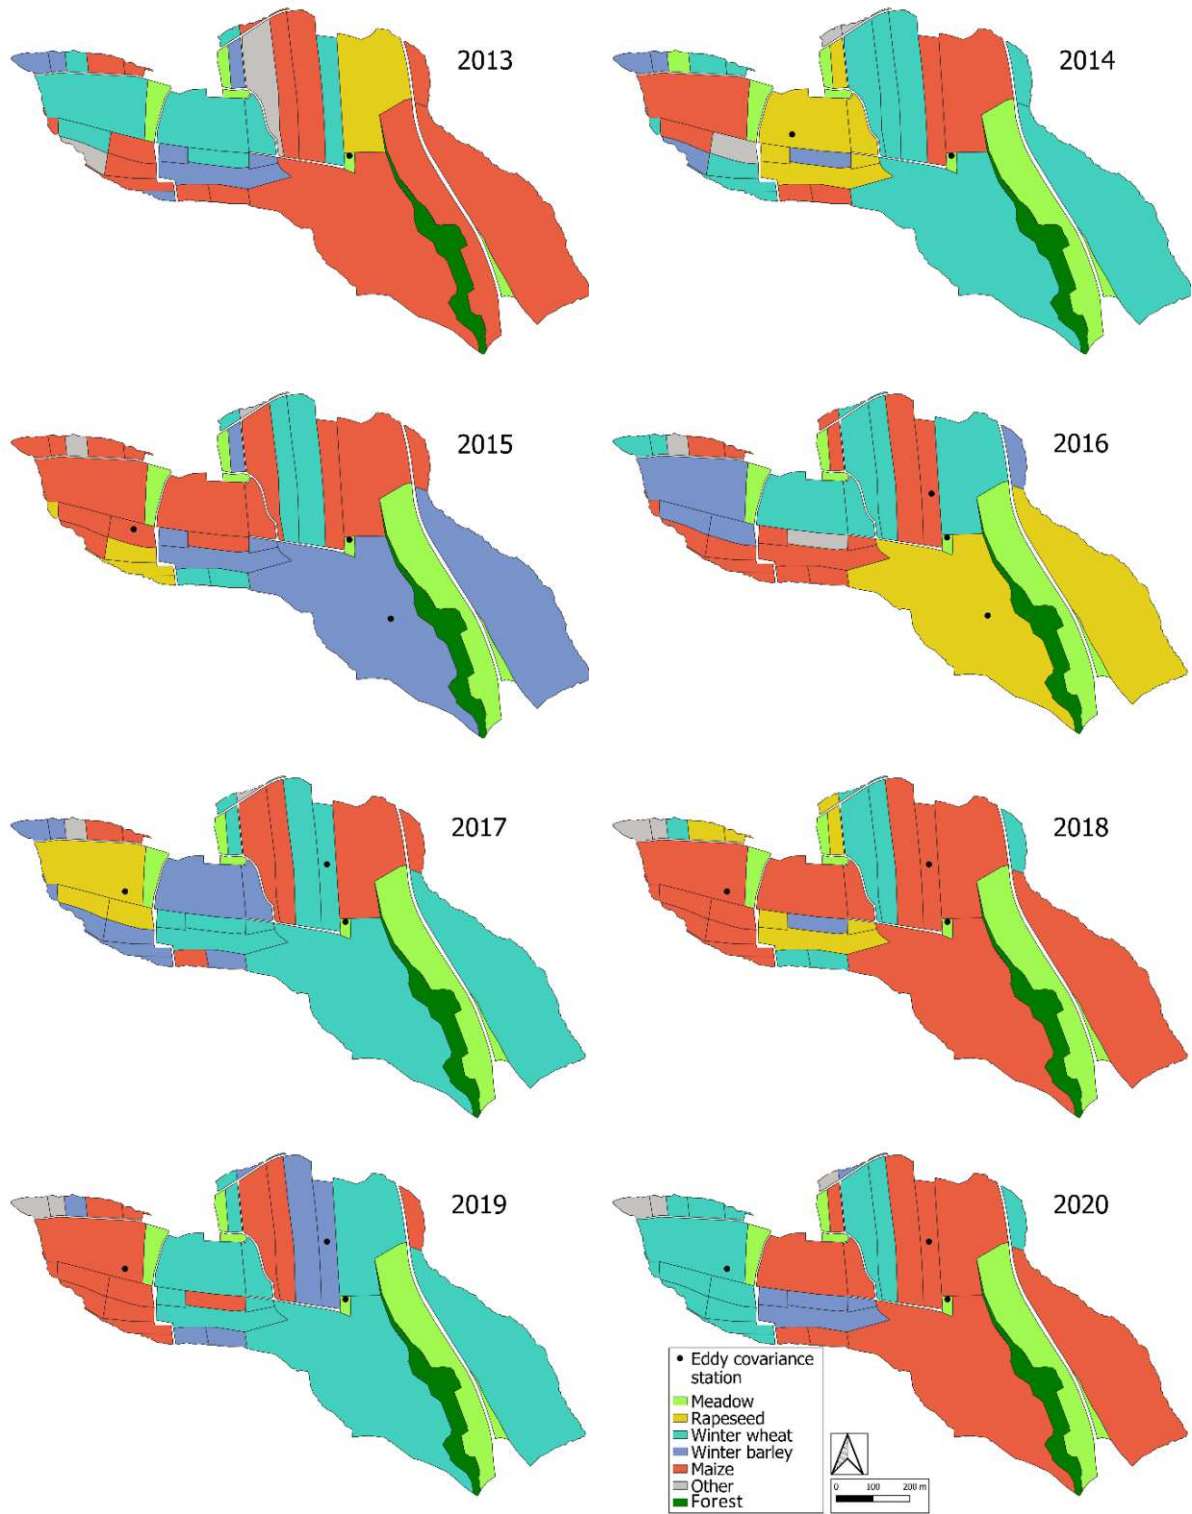 2013
2014
2015
2016
2017
2018
2019
2020
Eddy covariance
station
Meadow
Rapeseed
Winter wheat
Winter barley
Maize
Other
Forest
0 100 200 m